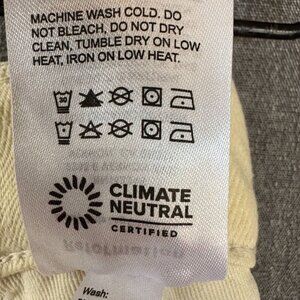 MACHINE WASH COLD. DO
NOT BLEACH, DO NOT DRY
CLEAN, TUMBLE DRY ON LOW
HEAT, IRON ON LOW HEAT.
30
CLIMATE
NEUTRAL
CERTIFIED
Reformation
Wash: